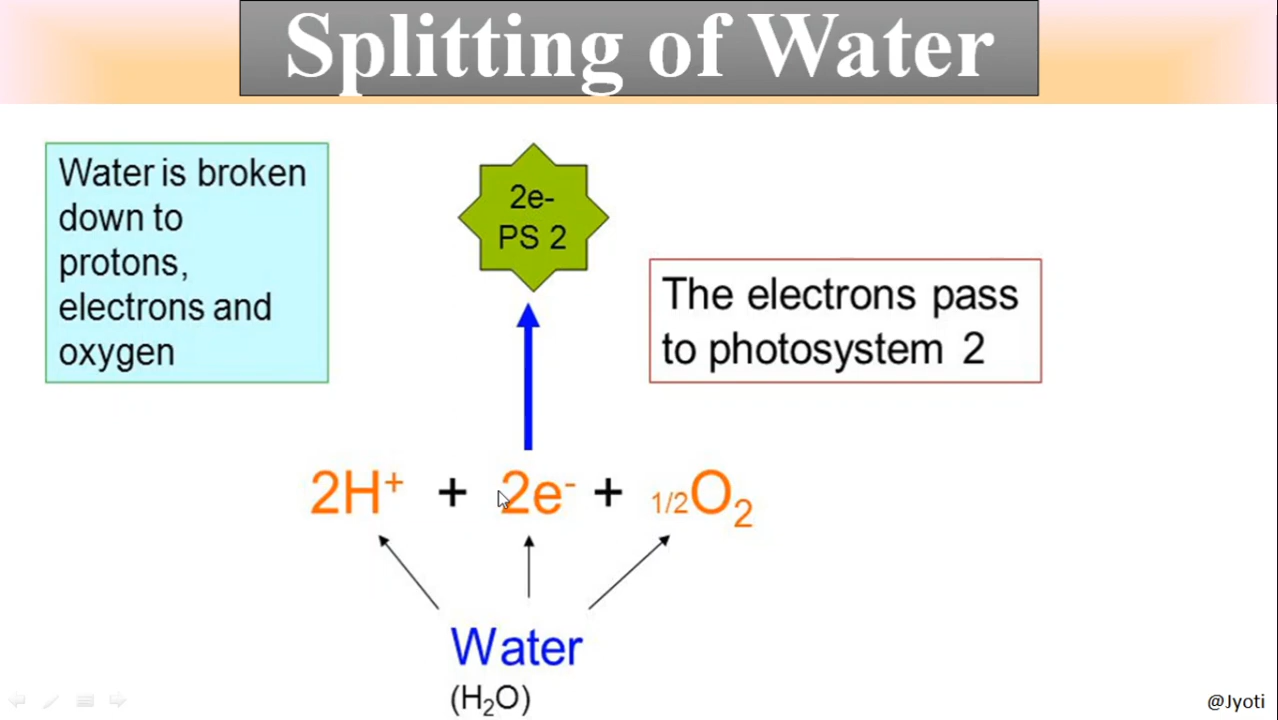 Splitting of Water
Water is broken
down to
protons,
electrons and
oxygen
2e-
PS 2
The electrons pass
to photosystem 2
2H⁺ + 2e⁻ + 1/2O₂
Water
(H₂O)
@Jyoti